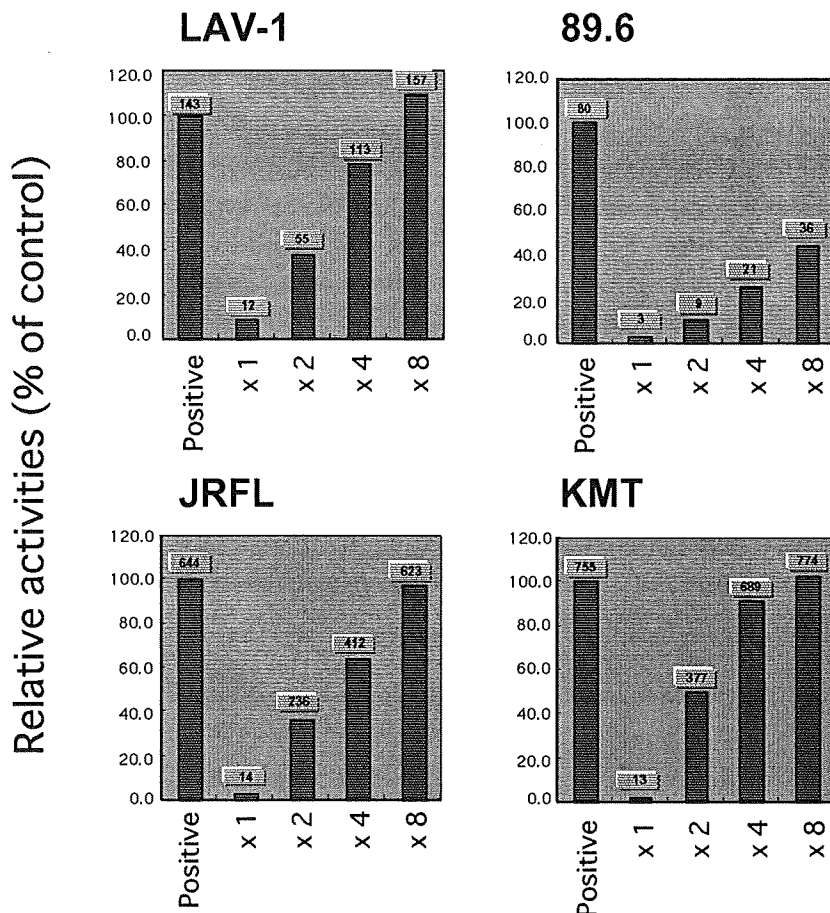 Relative activities (% of control)
LAV-1
120.0
100.0
80.0
60.0
40.0
20.0
0.0
143
12
55
113
157
Positive
x 1
x 2
x 4
x 8
89.6
120.0
100.0
80.0
60.0
40.0
20.0
0.0
80
3
9
21
36
Positive
x 1
x 2
x 4
x 8
JRFL
120.0
100.0
80.0
60.0
40.0
20.0
0.0
644
14
236
412
623
Positive
x 1
x 2
x 4
x 8
KMT
120.0
100.0
80.0
60.0
40.0
20.0
0.0
755
13
377
689
774
Positive
x 1
x 2
x 4
x 8